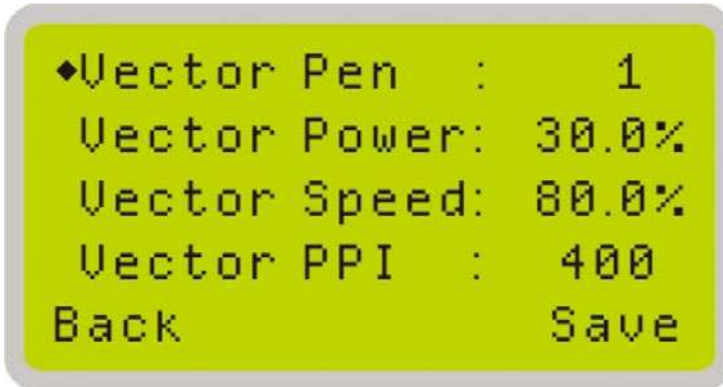 ◆Vector Pen : 1
Vector Power: 30.0%
Vector Speed: 80.0%
Vector PPI : 400
Back Save